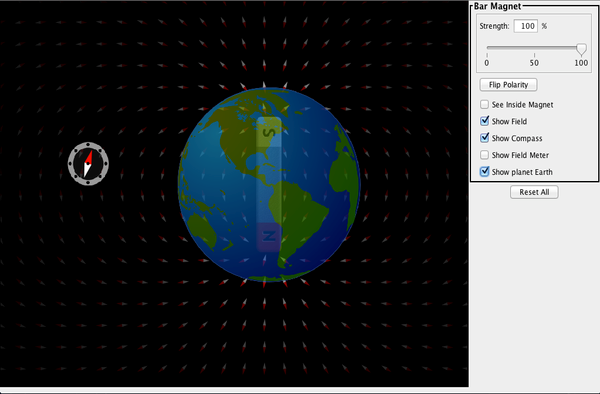 Bar Magnet
Strength: 100 %
0 50 100
Flip Polarity
See Inside Magnet
Show Field
Show Compass
Show Field Meter
Show planet Earth
Reset All
S
N